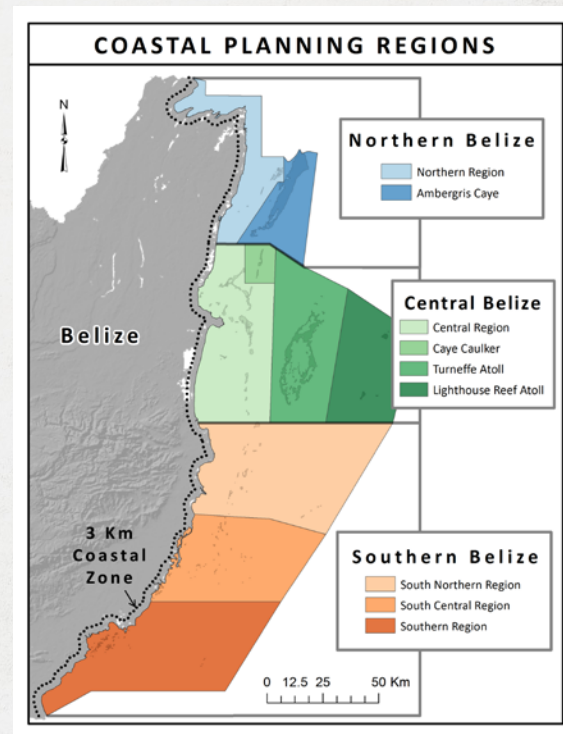 COASTAL PLANNING REGIONS
N
Northern Belize
Northern Region
Ambergris Caye
Central Belize
Central Region
Caye Caulker
Turneffe Atoll
Lighthouse Reef Atoll
Belize
3 Km
Coastal
Zone
Southern Belize
South Northern Region
South Central Region
Southern Region
0 12.5 25 50 Km